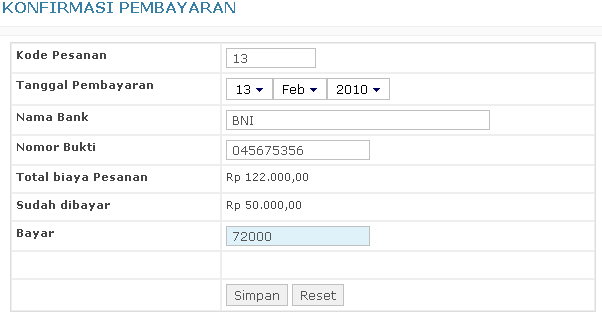 KONFIRMASI PEMBAYARAN
Kode Pesanan 13
Tanggal Pembayaran 13 Feb 2010
Nama Bank BNI
Nomor Bukti 045675356
Total biaya Pesanan Rp 122.000,00
Sudah dibayar Rp 50.000,00
Bayar 72000
Simpan Reset